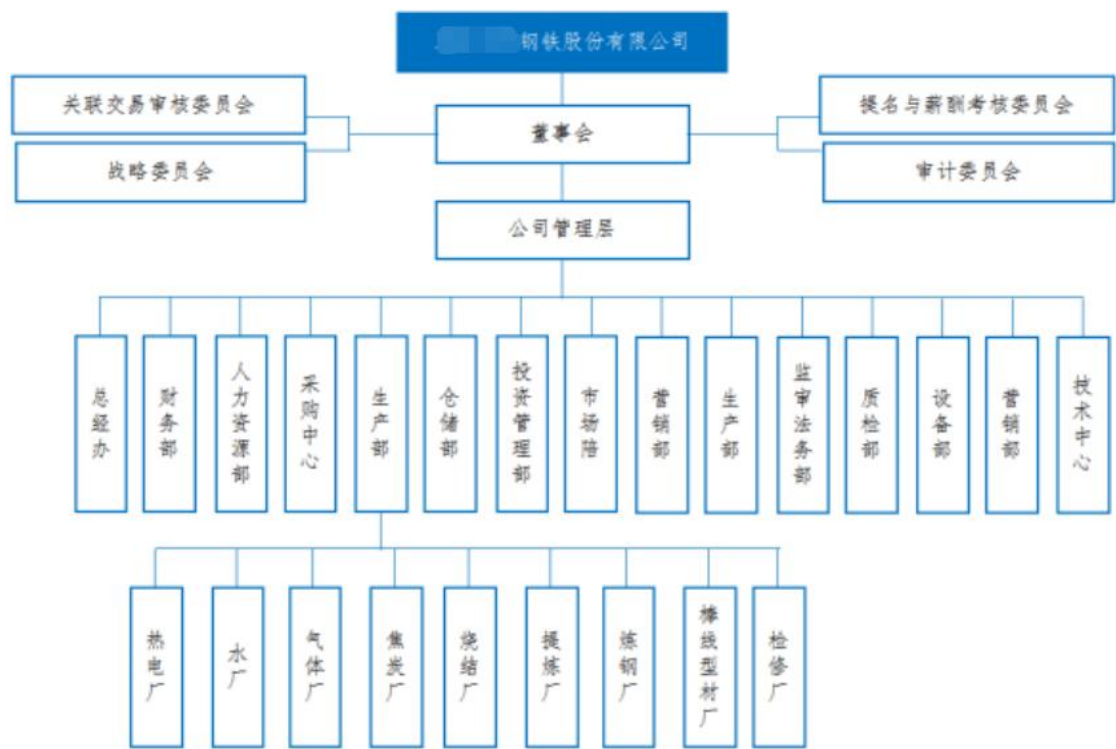 钢铁股份有限公司
关联交易审核委员会
提名与薪酬考核委员会
董事会
战略委员会
审计委员会
公司管理层
总经办
财务部
人力资源部
采购中心
生产部
仓储部
投资管理部
市场陪
营销部
生产部
监审法务部
质检部
设备部
营销部
技术中心
热电厂
水厂
气体厂
焦炭厂
烧结厂
提炼厂
炼钢厂
棒线型材厂
检修厂